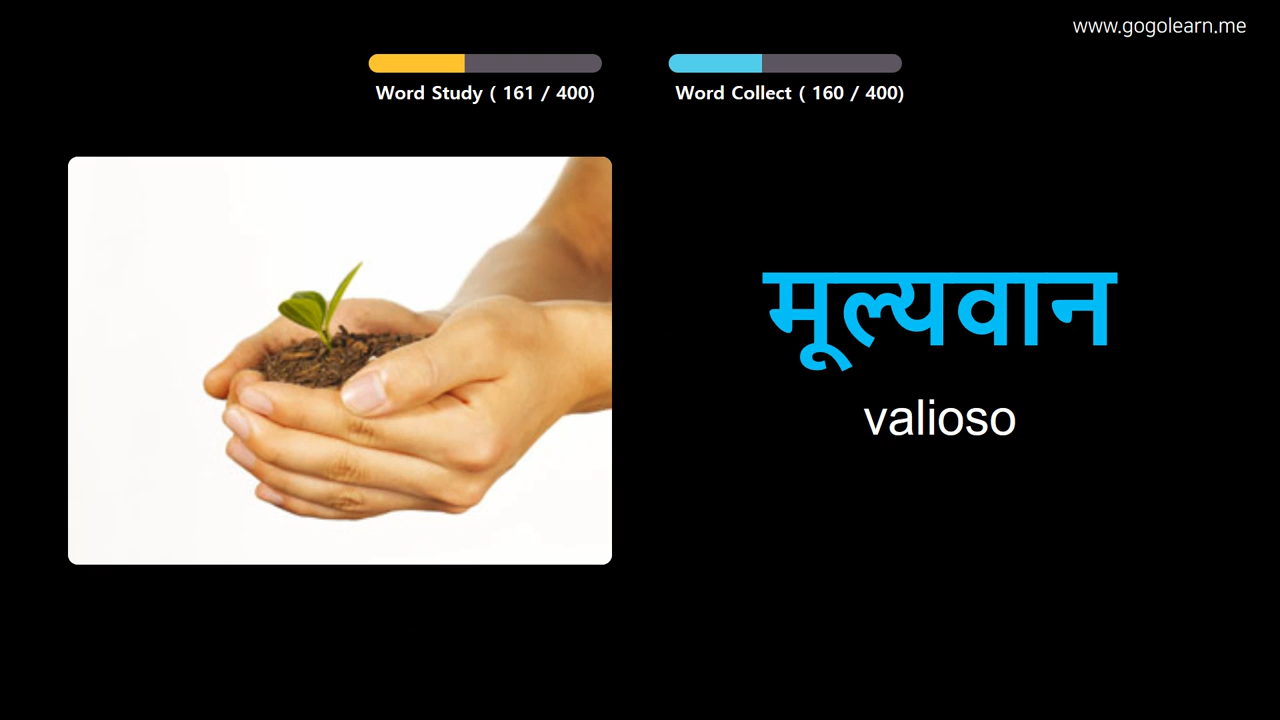 www.gogolearn.me
Word Study ( 161 / 400)
Word Collect ( 160 / 400)
मूल्यवान
valioso